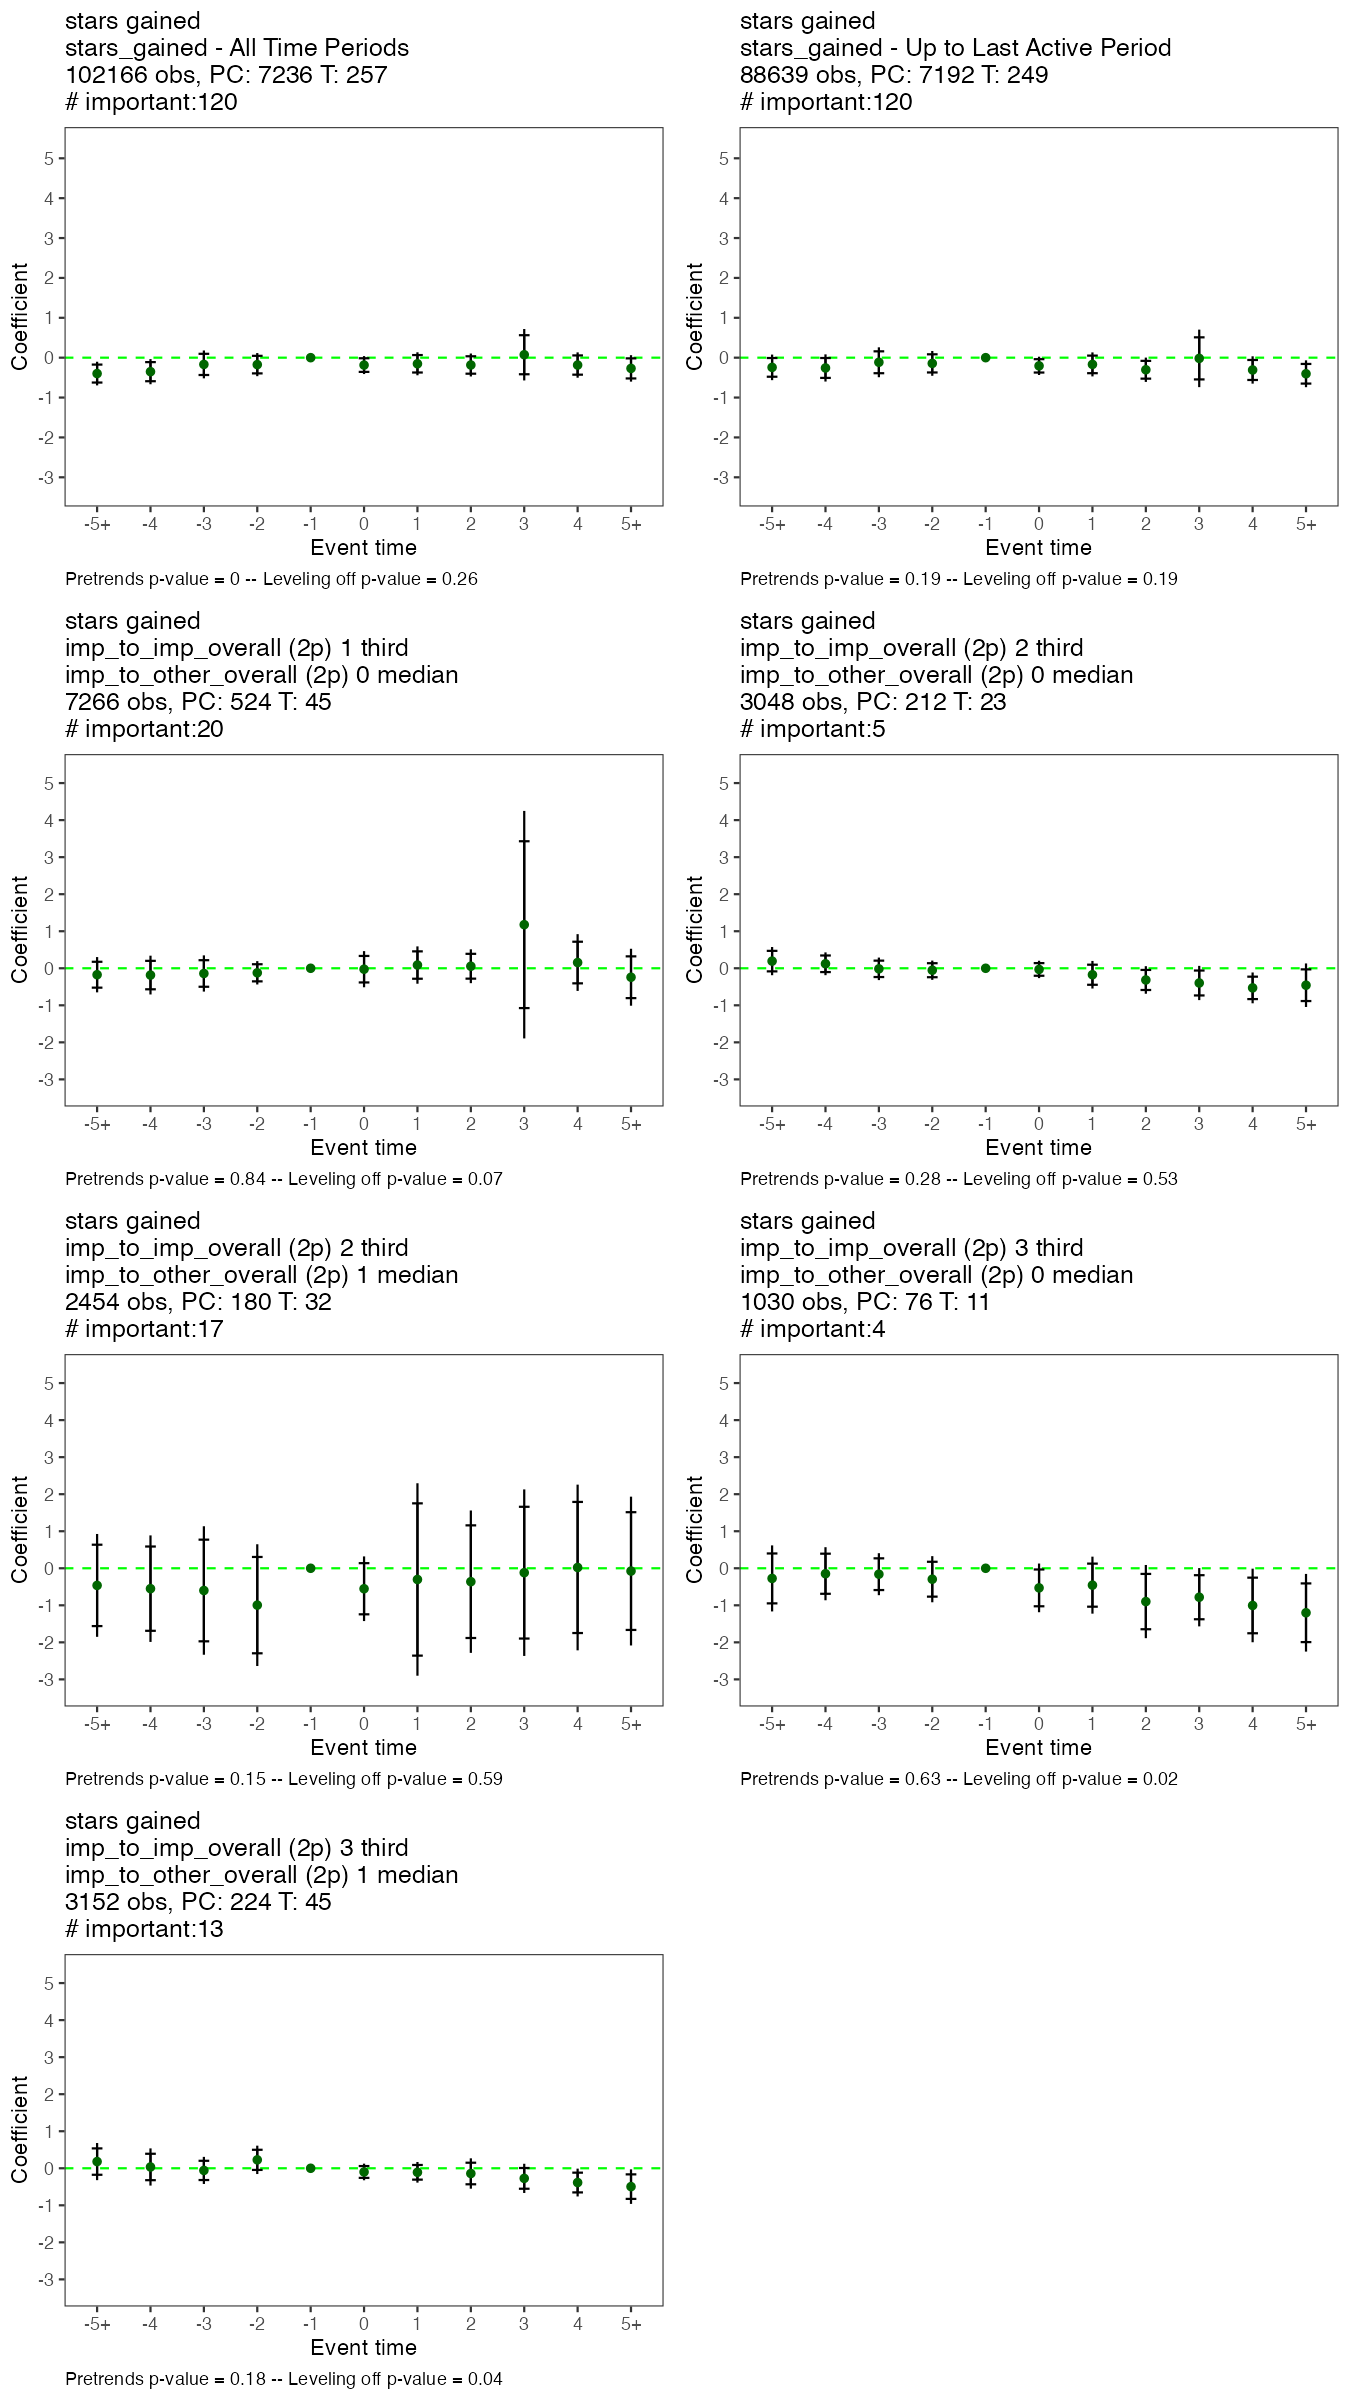 stars gained
stars_gained - All Time Periods
102166 obs, PC: 7236 T: 257
# important:120
5
4
3
2
1
0
-1
-2
-3
Coefficient
-5+ -4 -3 -2 -1 0 1 2 3 4 5+
Event time
Pretrends p-value = 0 -- Leveling off p-value = 0.26
stars gained
stars_gained - Up to Last Active Period
88639 obs, PC: 7192 T: 249
# important:120
5
4
3
2
1
0
-1
-2
-3
Coefficient
-5+ -4 -3 -2 -1 0 1 2 3 4 5+
Event time
Pretrends p-value = 0.19 -- Leveling off p-value = 0.19
stars gained
imp_to_imp_overall (2p) 1 third
imp_to_other_overall (2p) 0 median
7266 obs, PC: 524 T: 45
# important:20
5
4
3
2
1
0
-1
-2
-3
Coefficient
-5+ -4 -3 -2 -1 0 1 2 3 4 5+
Event time
Pretrends p-value = 0.84 -- Leveling off p-value = 0.07
stars gained
imp_to_imp_overall (2p) 2 third
imp_to_other_overall (2p) 0 median
3048 obs, PC: 212 T: 23
# important:5
5
4
3
2
1
0
-1
-2
-3
Coefficient
-5+ -4 -3 -2 -1 0 1 2 3 4 5+
Event time
Pretrends p-value = 0.28 -- Leveling off p-value = 0.53
stars gained
imp_to_imp_overall (2p) 2 third
imp_to_other_overall (2p) 1 median
2454 obs, PC: 180 T: 32
# important:17
5
4
3
2
1
0
-1
-2
-3
Coefficient
-5+ -4 -3 -2 -1 0 1 2 3 4 5+
Event time
Pretrends p-value = 0.15 -- Leveling off p-value = 0.59
stars gained
imp_to_imp_overall (2p) 3 third
imp_to_other_overall (2p) 0 median
1030 obs, PC: 76 T: 11
# important:4
5
4
3
2
1
0
-1
-2
-3
Coefficient
-5+ -4 -3 -2 -1 0 1 2 3 4 5+
Event time
Pretrends p-value = 0.63 -- Leveling off p-value = 0.02
stars gained
imp_to_imp_overall (2p) 3 third
imp_to_other_overall (2p) 1 median
3152 obs, PC: 224 T: 45
# important:13
5
4
3
2
1
0
-1
-2
-3
Coefficient
-5+ -4 -3 -2 -1 0 1 2 3 4 5+
Event time
Pretrends p-value = 0.18 -- Leveling off p-value = 0.04